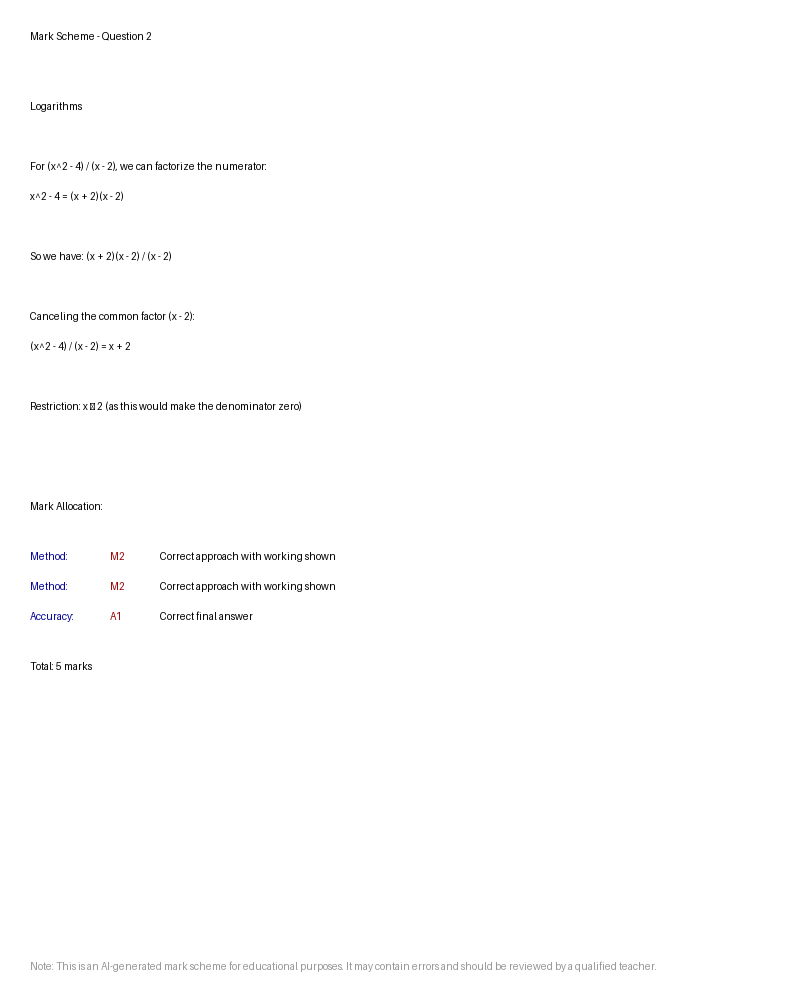 Mark Scheme - Question 2
Logarithms
For (x^2 - 4) / (x - 2), we can factorize the numerator:
x^2 - 4 = (x + 2)(x - 2)
So we have: (x + 2)(x - 2) / (x - 2)
Canceling the common factor (x - 2):
(x^2 - 4) / (x - 2) = x + 2
Restriction: x 2 (as this would make the denominator zero)
Mark Allocation:
Method: M2 Correct approach with working shown
Method: M2 Correct approach with working shown
Accuracy: A1 Correct final answer
Total: 5 marks
Note: This is an AI-generated mark scheme for educational purposes. It may contain errors and should be reviewed by a qualified teacher.